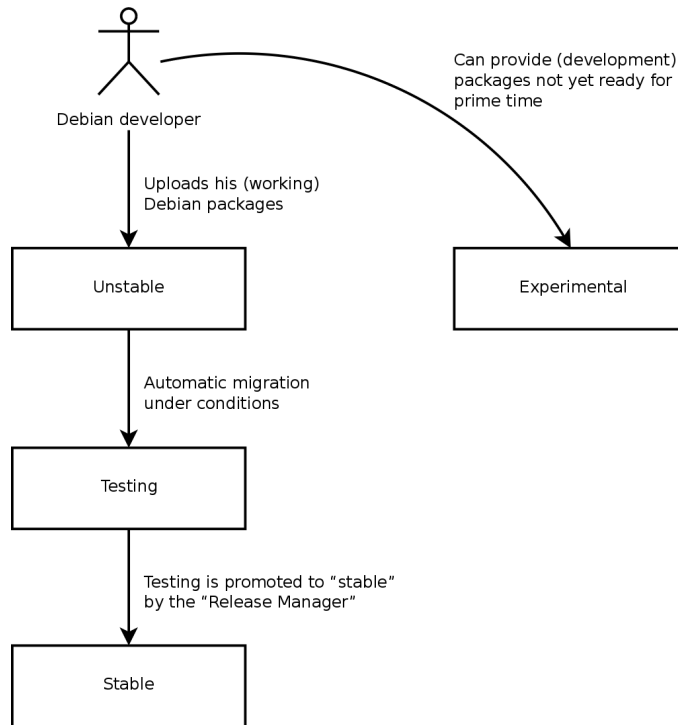 Can provide (development)
packages not yet ready for
prime time
Debian developer
Uploads his (working)
Debian packages
Unstable
Experimental
Automatic migration
under conditions
Testing
Testing is promoted to “stable”
by the “Release Manager”
Stable